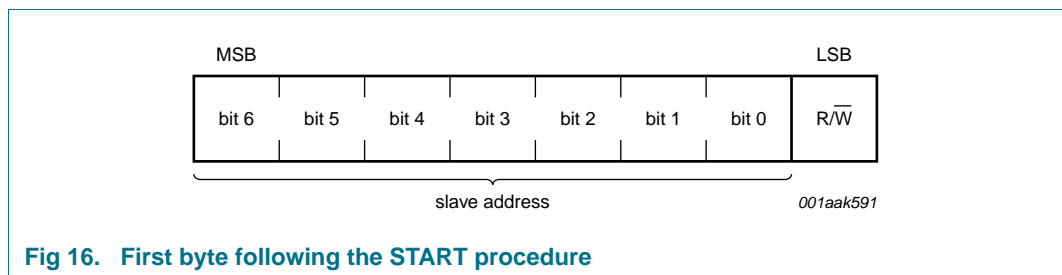 MSB LSB
bit 6 bit 5 bit 4 bit 3 bit 2 bit 1 bit 0 R/W̅
slave address 001aak591
Fig 16. First byte following the START procedure